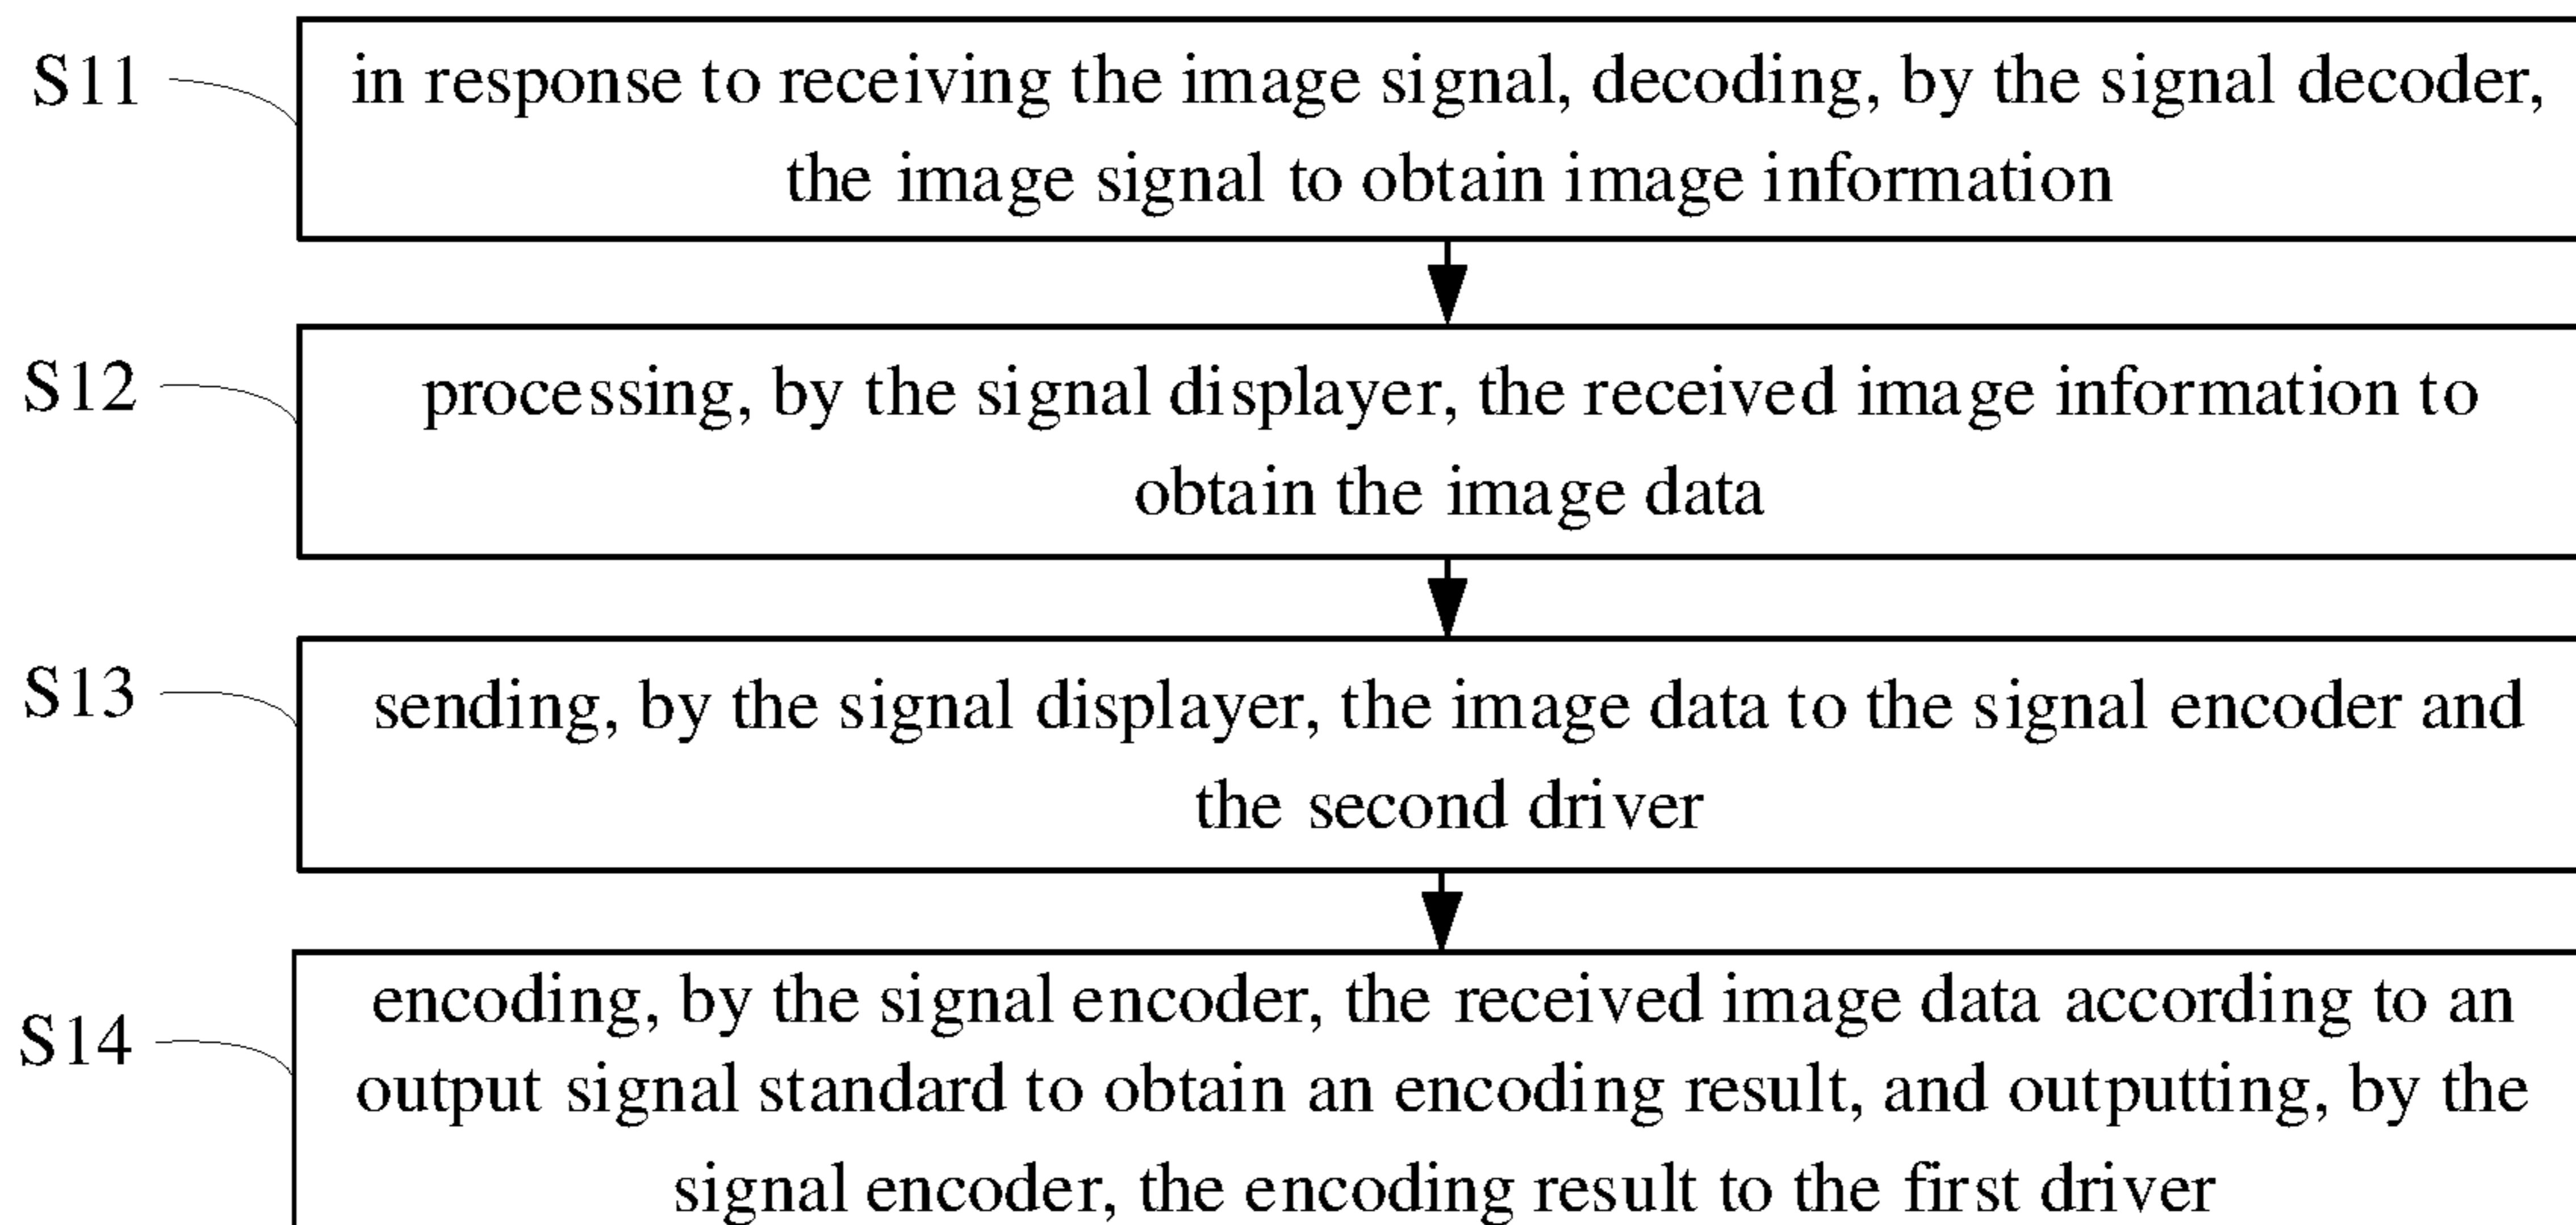 S11
in response to receiving the image signal, decoding, by the signal decoder,
the image signal to obtain image information
S12
processing, by the signal displayer, the received image information to
obtain the image data
S13
sending, by the signal displayer, the image data to the signal encoder and
the second driver
S14
encoding, by the signal encoder, the received image data according to an
output signal standard to obtain an encoding result, and outputting, by the
signal encoder, the encoding result to the first driver